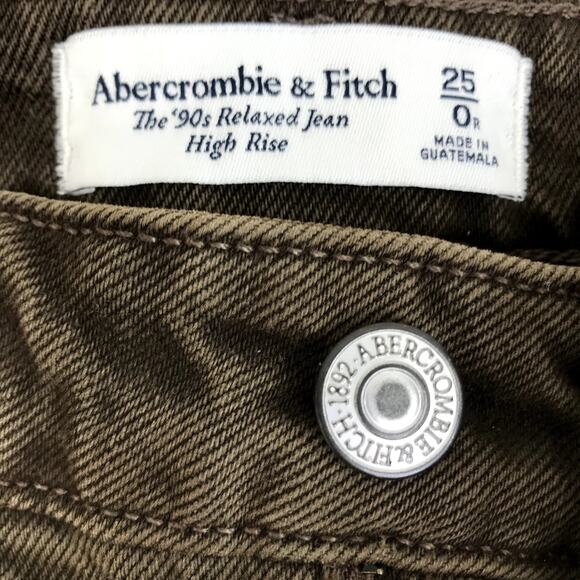 Abercrombie & Fitch
The '90s Relaxed Jean
High Rise
25
0R
MADE IN
GUATEMALA
1892·ABERCROMBIE & FITCH·